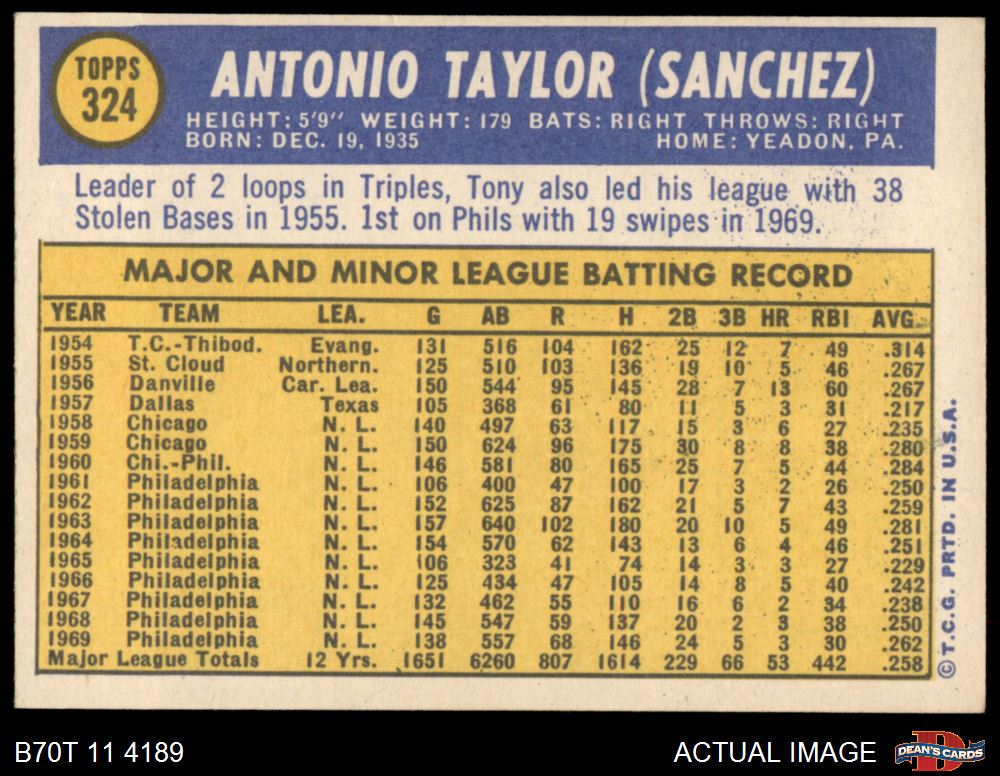 TOPPS
324
ANTONIO TAYLOR (SANCHEZ)
HEIGHT: 5'9" WEIGHT: 179 BATS: RIGHT THROWS: RIGHT
BORN: DEC. 19, 1935 HOME: YEADON, PA.
Leader of 2 loops in Triples, Tony also led his league with 38
Stolen Bases in 1955. 1st on Phils with 19 swipes in 1969.
MAJOR AND MINOR LEAGUE BATTING RECORD
YEAR TEAM LEA. G AB R H 2B 3B HR RBI AVG.
1954 T.C.-Thibod. Evang. 131 516 104 162 25 12 7 49 .314
1955 St. Cloud Northern. 125 510 103 136 19 10 5 46 .267
1956 Danville Car. Lea. 150 544 95 145 28 7 13 60 .267
1957 Dallas Texas 105 368 61 80 11 5 3 31 .217
1958 Chicago N. L. 140 497 63 117 15 3 6 27 .235
1959 Chicago N. L. 150 624 96 175 30 8 8 38 .280
1960 Chi.-Phil. N. L. 146 581 80 165 25 7 5 44 .284
1961 Philadelphia N. L. 106 400 47 100 17 3 2 26 .250
1962 Philadelphia N. L. 152 625 87 162 21 5 7 43 .259
1963 Philadelphia N. L. 157 640 102 180 20 10 5 49 .281
1964 Philadelphia N. L. 154 570 62 143 13 6 4 46 .251
1965 Philadelphia N. L. 106 323 41 74 14 3 3 27 .229
1966 Philadelphia N. L. 125 434 47 105 14 8 5 40 .242
1967 Philadelphia N. L. 132 462 55 110 16 6 2 34 .238
1968 Philadelphia N. L. 145 547 59 137 20 2 3 38 .250
1969 Philadelphia N. L. 138 557 68 146 24 5 3 30 .262
Major League Totals 12 Yrs. 1651 6260 807 1614 229 66 53 442 .258
© T.C.G. PRTD. IN U.S.A.
B70T 11 4189 ACTUAL IMAGE
DEAN'S CARDS